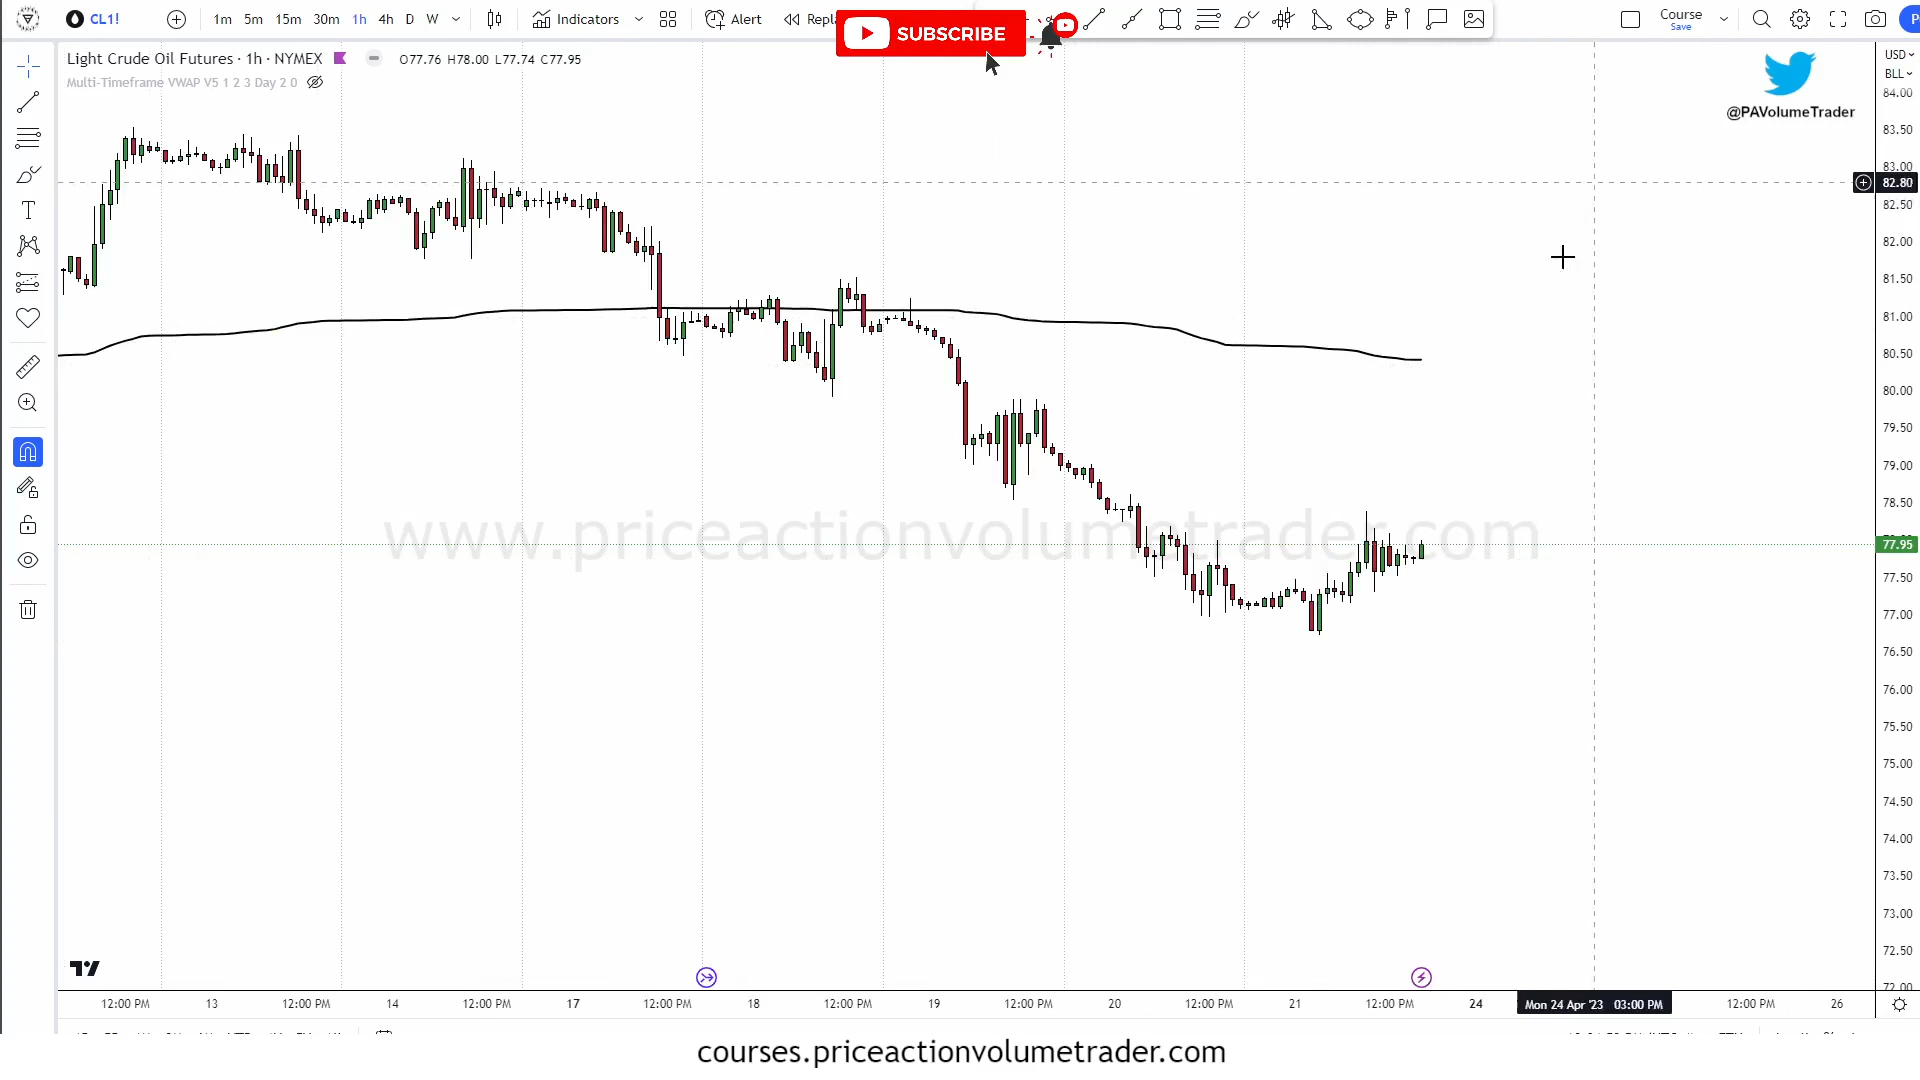 CL1! 1m 5m 15m 30m 1h 4h D W Indicators Alert Repla
SUBSCRIBE
Course
Save
Light Crude Oil Futures · 1h · NYMEX O77.76 H78.00 L77.74 C77.95
Multi-Timeframe VWAP V5 1 2 3 Day 2 0
@PAVolumeTrader
USD
BLL
84.00
83.50
83.00
82.80
82.50
82.00
81.50
81.00
80.50
80.00
79.50
79.00
78.50
77.95
77.50
77.00
76.50
76.00
75.50
75.00
74.50
74.00
73.50
73.00
72.50
72.00
www.priceactionvolumetrader.com
12:00 PM 13 12:00 PM 14 12:00 PM 17 12:00 PM 18 12:00 PM 19 12:00 PM 20 12:00 PM 21 12:00 PM 24 Mon 24 Apr '23 03:00 PM 12:00 PM 26
courses.priceactionvolumetrader.com